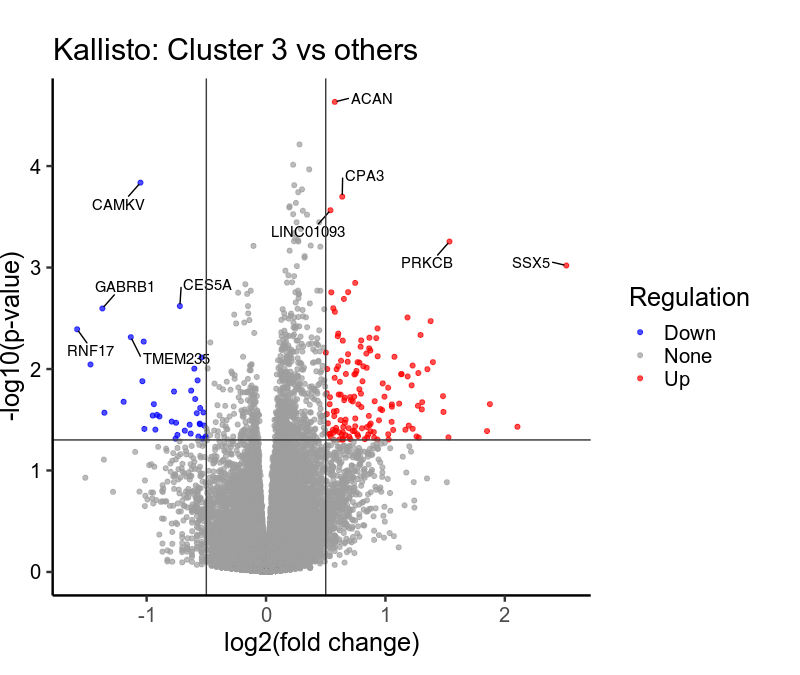 Kallisto: Cluster 3 vs others
ACAN
CPA3
CAMKV
LINC01093
PRKCB
SSX5
GABRB1
CES5A
RNF17
TMEM235
4
3
2
1
0
-log10(p-value)
-1
0
1
2
log2(fold change)
Regulation
Down
None
Up